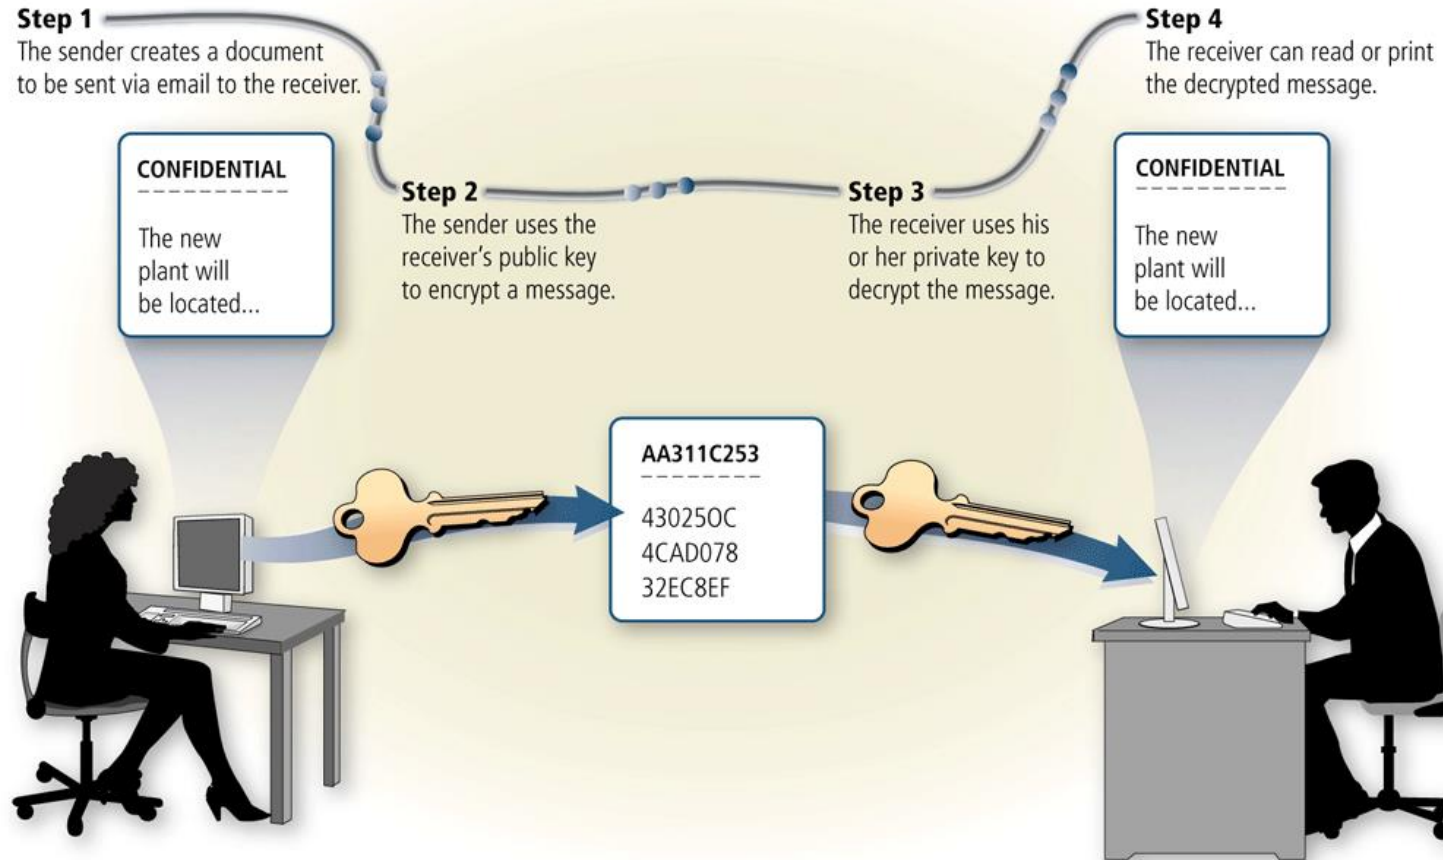 Step 1
The sender creates a document
to be sent via email to the receiver.
CONFIDENTIAL
The new
plant will
be located...
Step 2
The sender uses the
receiver's public key
to encrypt a message.
AA311C253
43025OC
4CAD078
32EC8EF
Step 3
The receiver uses his
or her private key to
decrypt the message.
Step 4
The receiver can read or print
the decrypted message.
CONFIDENTIAL
The new
plant will
be located...